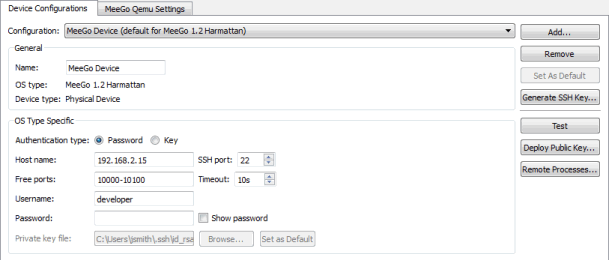 Device Configurations MeeGo Qemu Settings
Configuration: MeeGo Device (default for MeeGo 1.2 Harmattan) Add...
General Remove
Name: MeeGo Device Set As Default
OS type: MeeGo 1.2 Harmattan
Device type: Physical Device Generate SSH Key...
OS Type Specific Test
Authentication type: Password Key Deploy Public Key...
Host name: 192.168.2.15 SSH port: 22 Remote Processes...
Free ports: 10000-10100 Timeout: 10s
Username: developer
Password: Show password
Private key file: C:\Users\jsmith\.ssh\id_rsa Browse... Set as Default